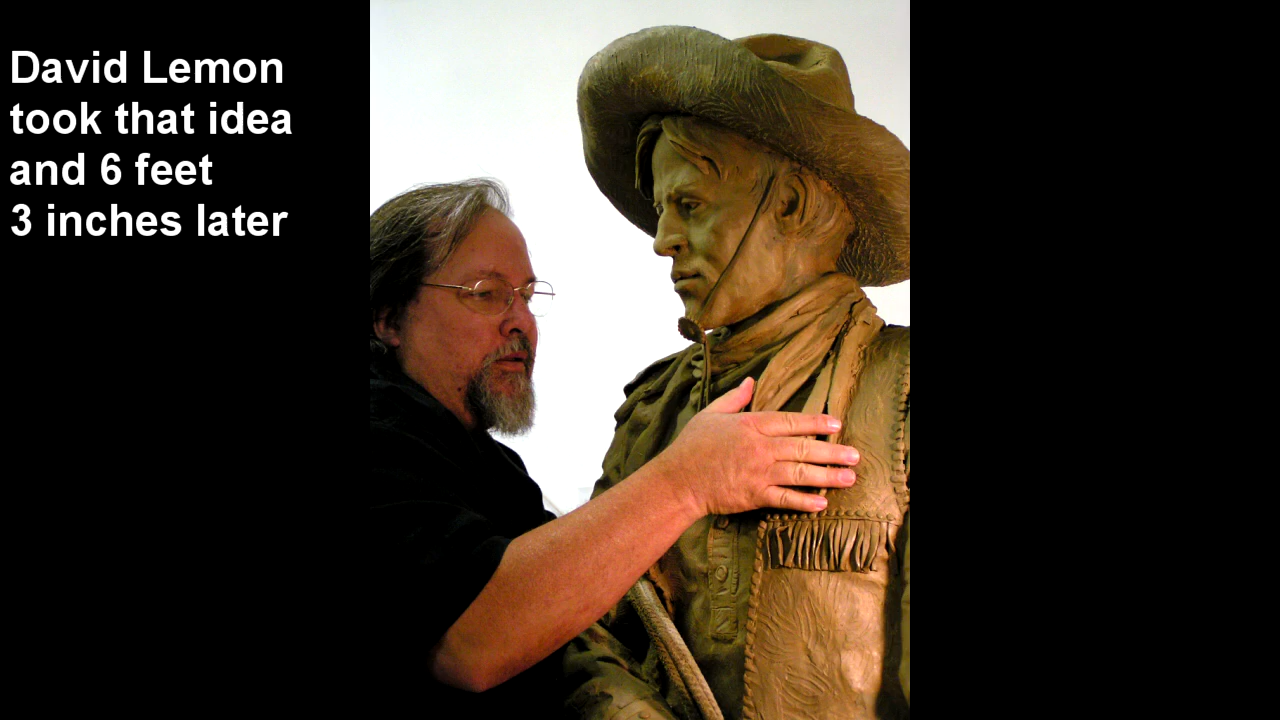 David Lemon
took that idea
and 6 feet
3 inches later